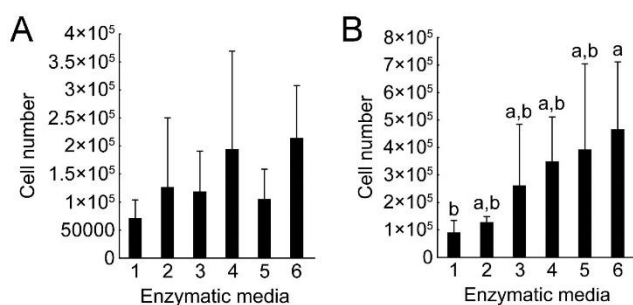 A
Cell number
4×10⁵
3.5×10⁵
3×10⁵
2.5×10⁵
2×10⁵
1.5×10⁵
1×10⁵
50000
0
1 2 3 4 5 6
Enzymatic media
B
Cell number
8×10⁵
7×10⁵
6×10⁵
5×10⁵
4×10⁵
3×10⁵
2×10⁵
1×10⁵
0
b a,b a,b a,b a,b a
1 2 3 4 5 6
Enzymatic media